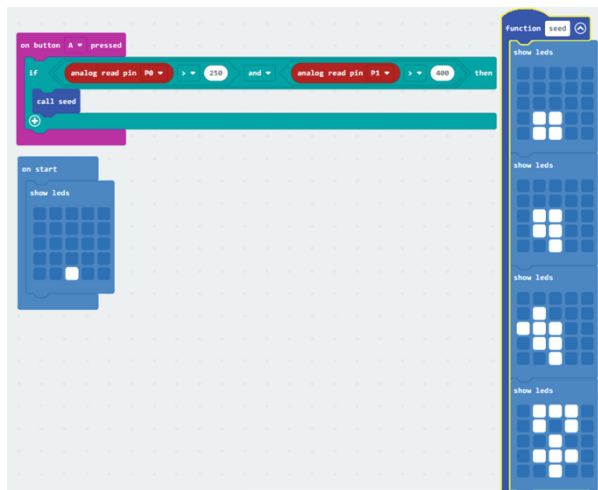 on button A pressed
if analog read pin P0 > 250 and analog read pin P1 > 400 then
call seed
on start
show leds
function seed
show leds
show leds
show leds
show leds